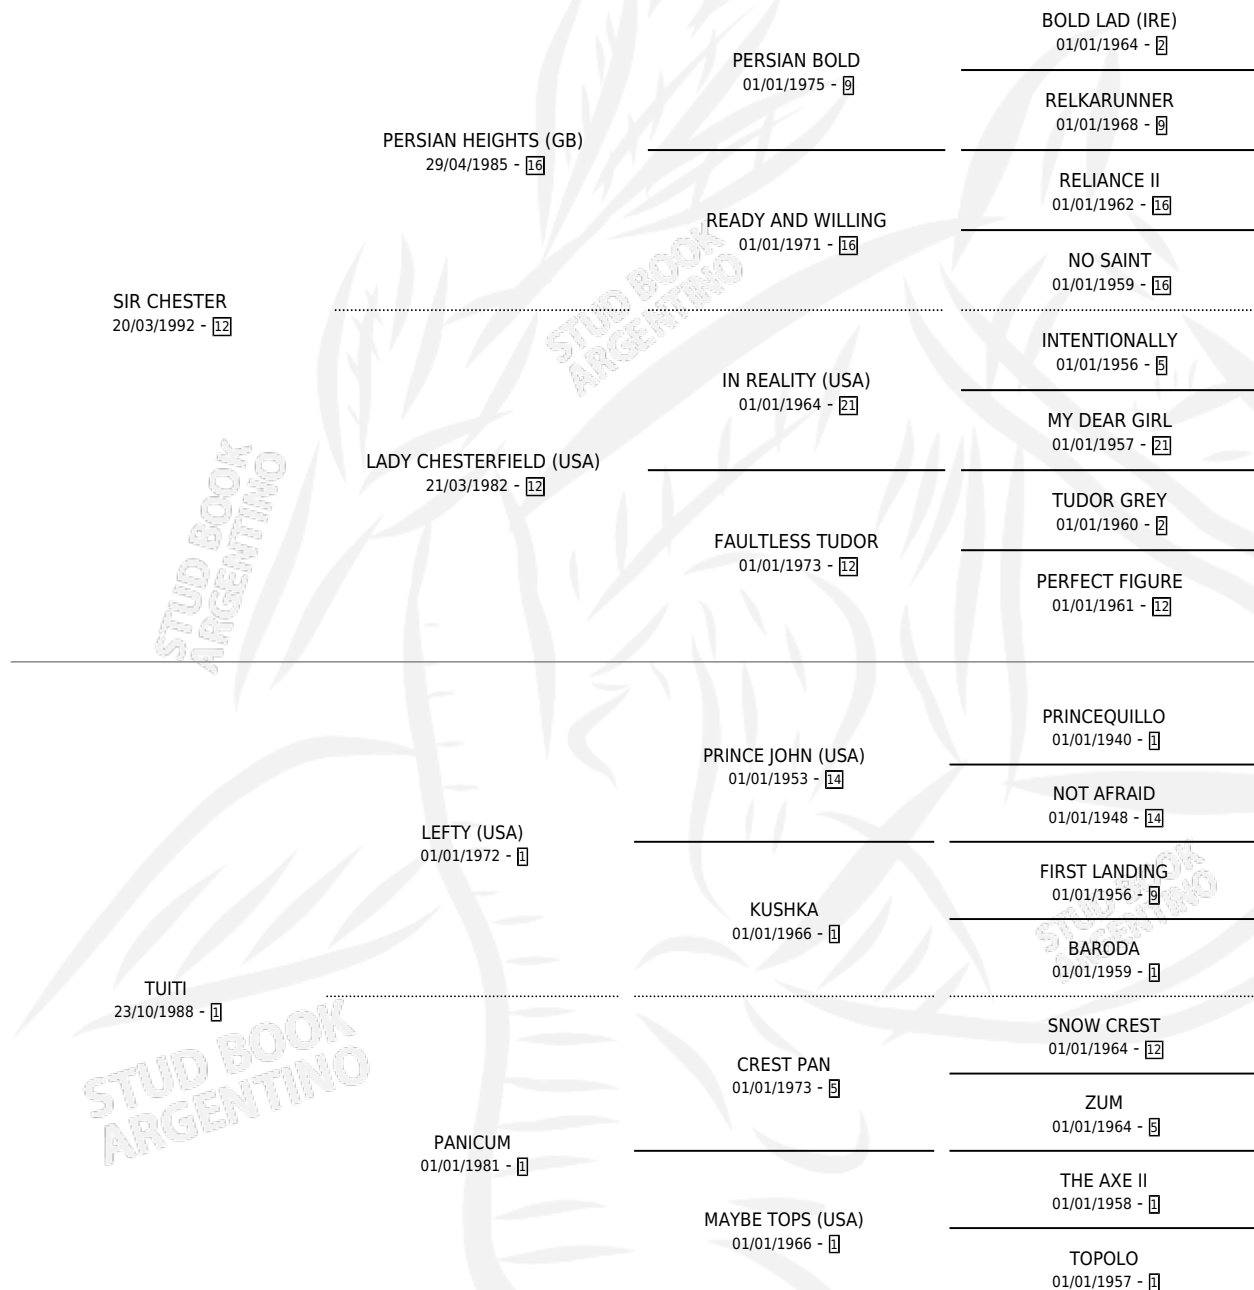 BOLD LAD (IRE)
01/01/1964 - 2
PERSIAN BOLD
01/01/1975 - 9
RELKARUNNER
01/01/1968 - 9
PERSIAN HEIGHTS (GB)
29/04/1985 - 16
RELIANCE II
01/01/1962 - 16
READY AND WILLING
01/01/1971 - 16
NO SAINT
01/01/1959 - 16
SIR CHESTER
20/03/1992 - 12
STUD BOOK
ARGENTINO
INTENTIONALLY
01/01/1956 - 5
IN REALITY (USA)
01/01/1964 - 21
MY DEAR GIRL
01/01/1957 - 21
LADY CHESTERFIELD (USA)
21/03/1982 - 12
TUDOR GREY
01/01/1960 - 2
FAULTLESS TUDOR
01/01/1973 - 12
PERFECT FIGURE
01/01/1961 - 12
STUD BOOK
ARGENTINO
PRINCEQUILLO
01/01/1940 - 1
PRINCE JOHN (USA)
01/01/1953 - 14
NOT AFRAID
01/01/1948 - 14
LEFTY (USA)
01/01/1972 - 1
FIRST LANDING
01/01/1956 - 9
KUSHKA
01/01/1966 - 1
STUD BOOK
ARGENTINO
BARODA
01/01/1959 - 1
TUITI
23/10/1988 - 1
STUD BOOK
ARGENTINO
SNOW CREST
01/01/1964 - 12
CREST PAN
01/01/1973 - 5
ZUM
01/01/1964 - 5
PANICUM
01/01/1981 - 1
THE AXE II
01/01/1958 - 1
MAYBE TOPS (USA)
01/01/1966 - 1
TOPOLO
01/01/1957 - 1